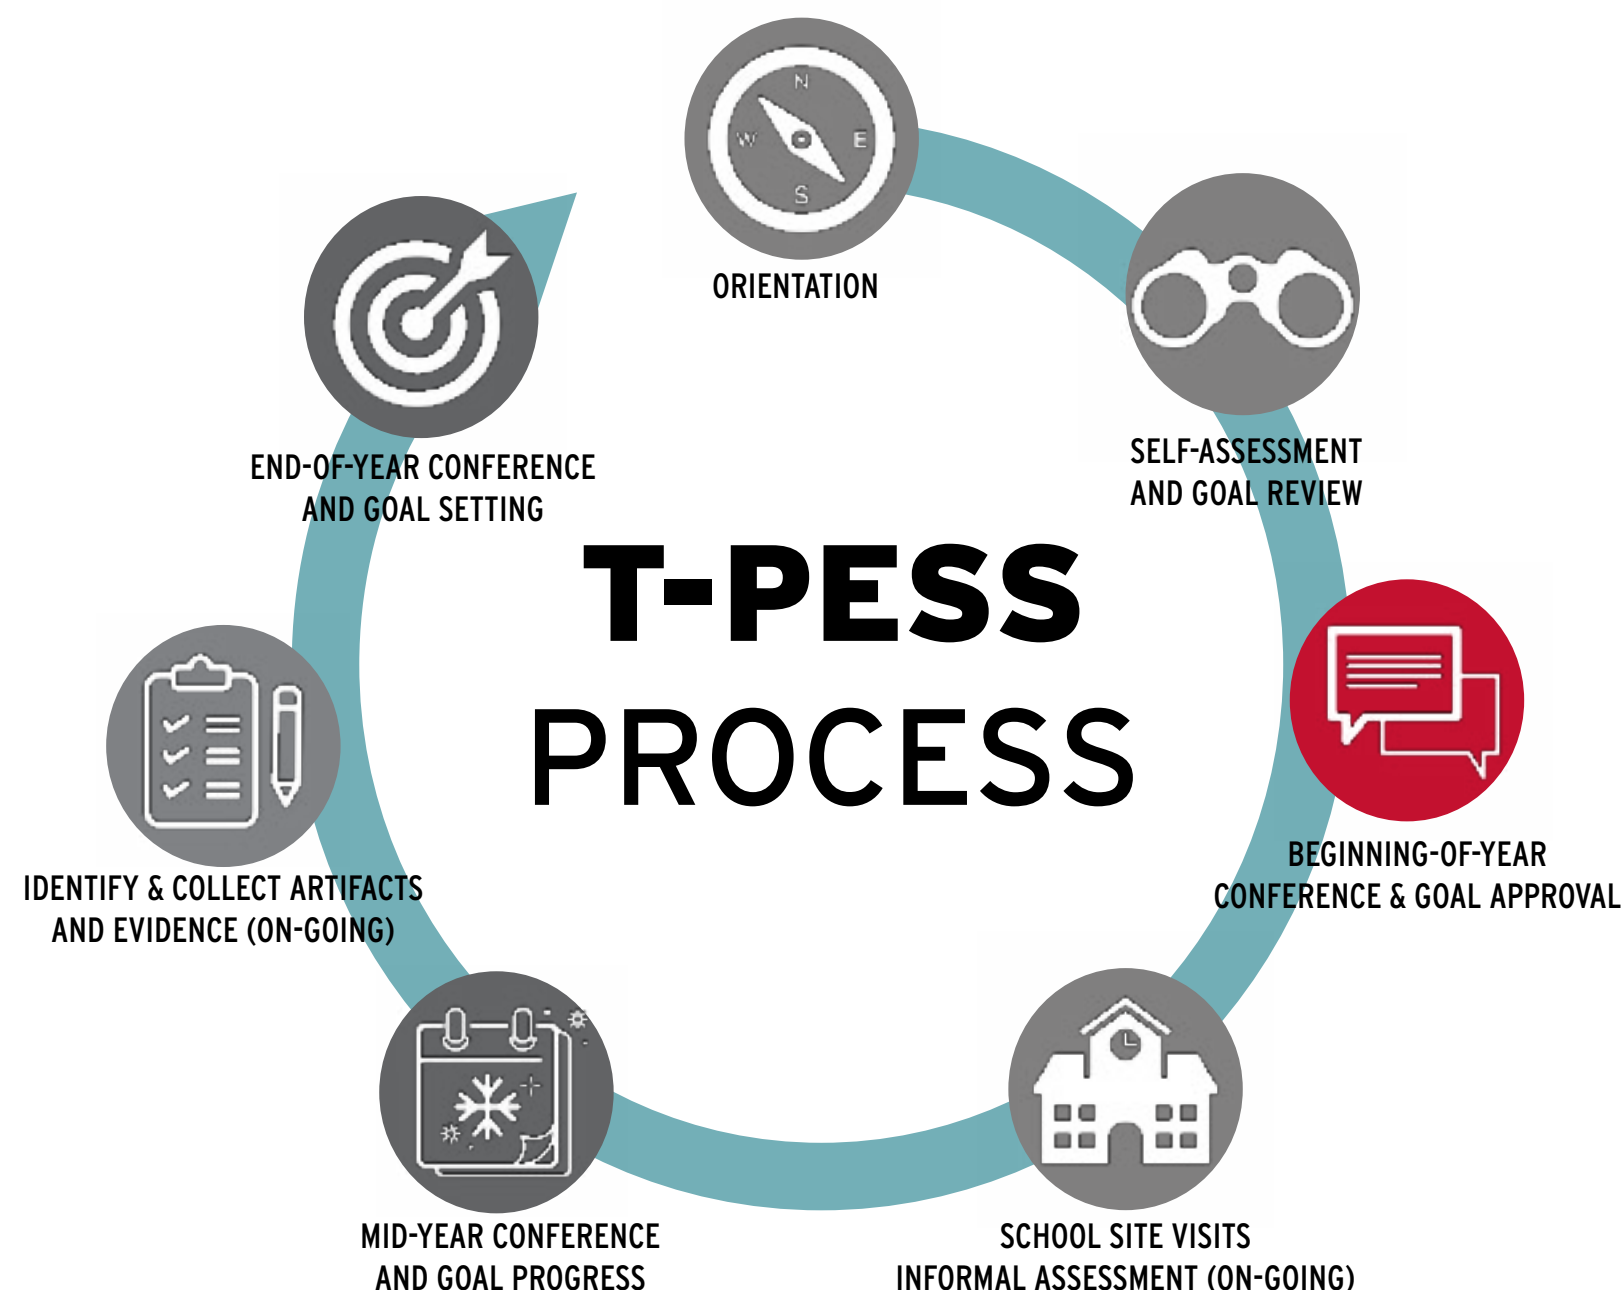 N
W
E
S
ORIENTATION
SELF-ASSESSMENT
AND GOAL REVIEW
BEGINNING-OF-YEAR
CONFERENCE & GOAL APPROVAL
SCHOOL SITE VISITS
INFORMAL ASSESSMENT (ON-GOING)
MID-YEAR CONFERENCE
AND GOAL PROGRESS
IDENTIFY & COLLECT ARTIFACTS
AND EVIDENCE (ON-GOING)
END-OF-YEAR CONFERENCE
AND GOAL SETTING
T-PESS
PROCESS